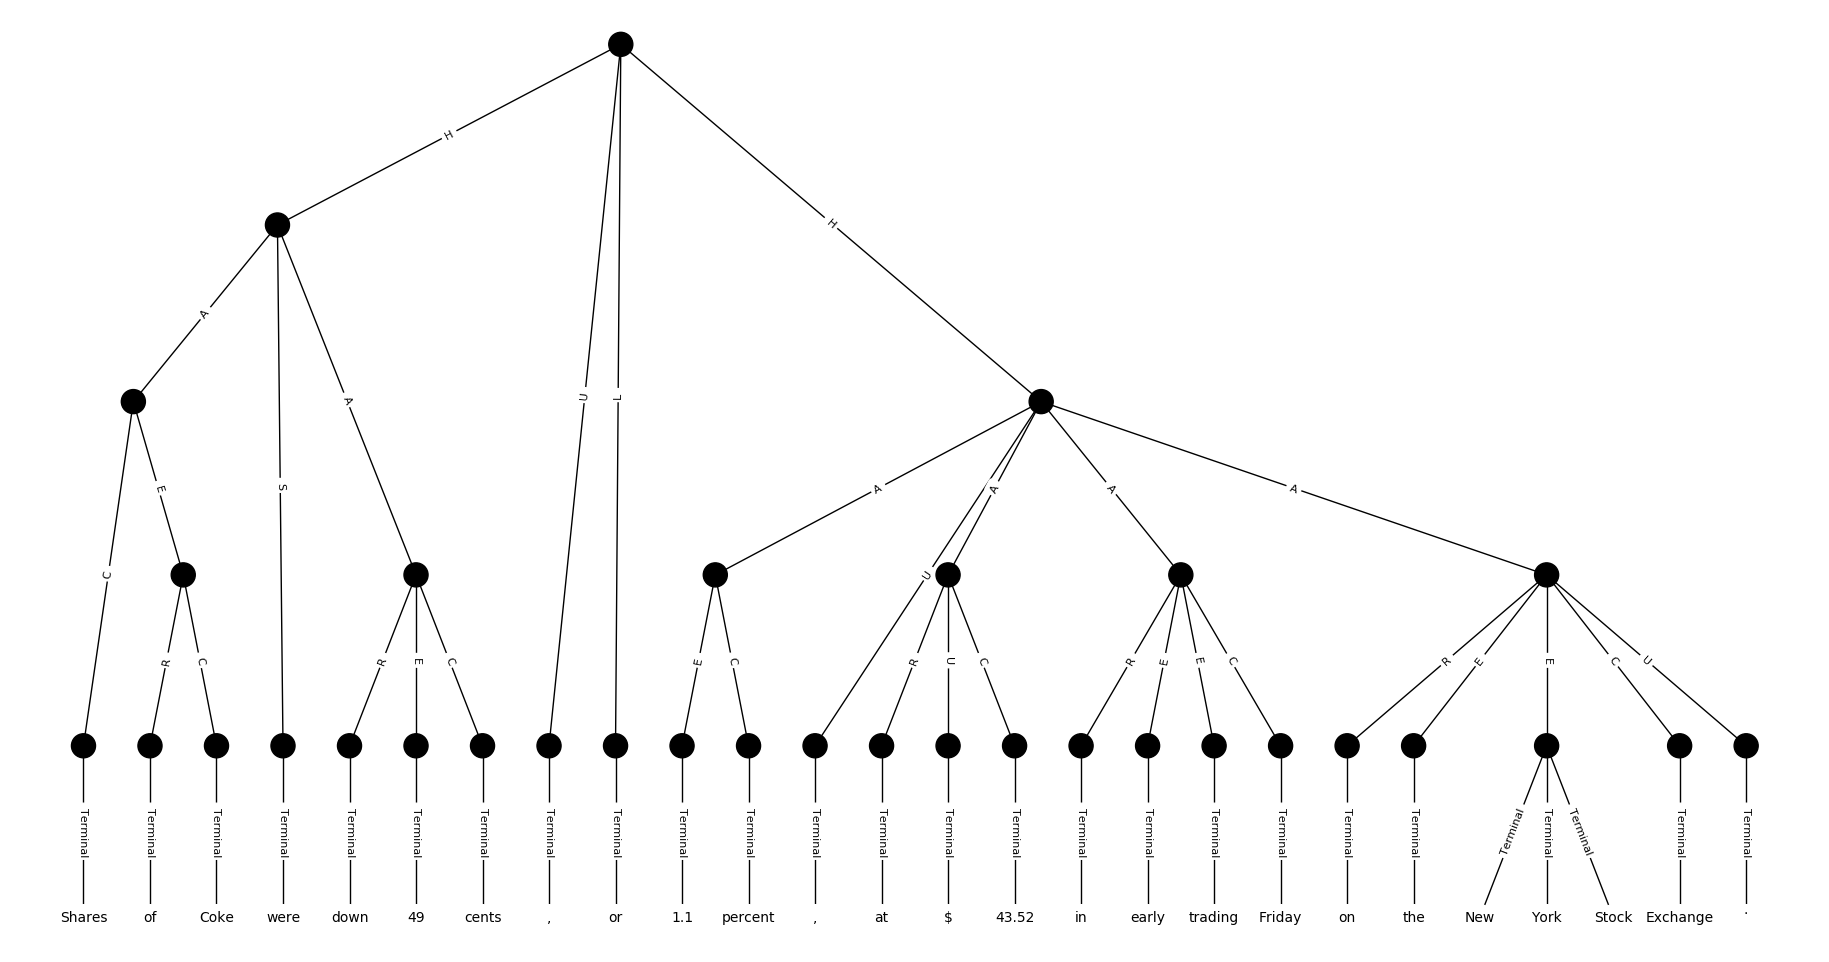 H
H
A
U
L
A
C
E
S
A
A
A
A
U
R
C
R
E
C
E
C
R
U
C
R
E
E
C
R
E
E
C
U
Terminal Terminal Terminal Terminal Terminal Terminal Terminal Terminal Terminal Terminal Terminal Terminal Terminal Terminal Terminal Terminal Terminal Terminal Terminal Terminal Terminal Terminal Terminal Terminal Terminal Terminal
Shares of Coke were down 49 cents , or 1.1 percent , at $ 43.52 in early trading Friday on the New York Stock Exchange .